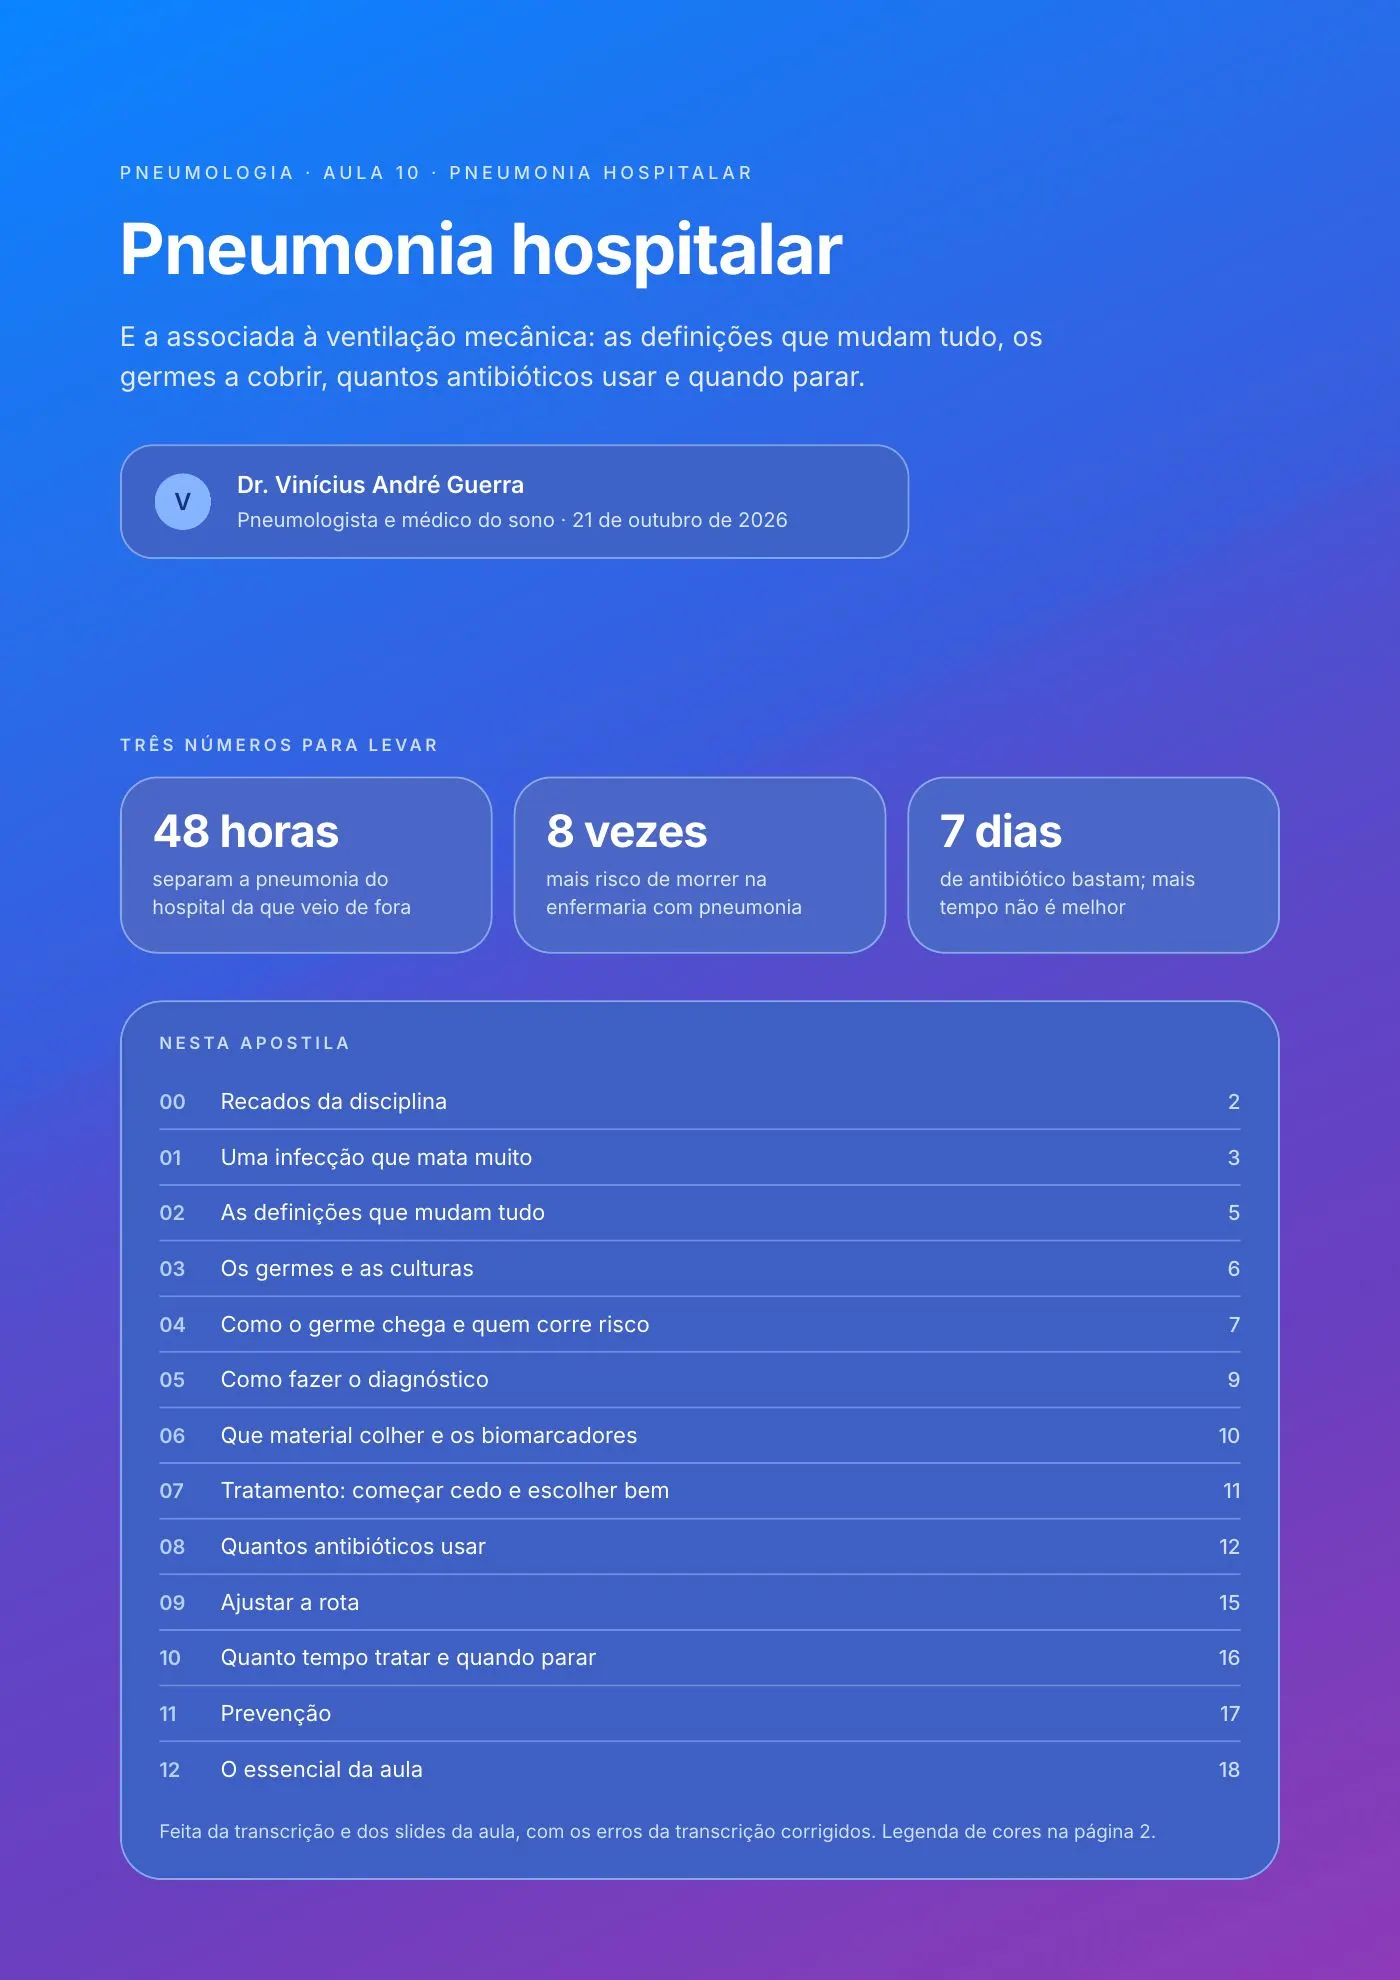 PNEUMOLOGIA · AULA 10 · PNEUMONIA HOSPITALAR
Pneumonia hospitalar
E a associada à ventilação mecânica: as definições que mudam tudo, os
germes a cobrir, quantos antibióticos usar e quando parar.
V
Dr. Vinícius André Guerra
Pneumologista e médico do sono · 21 de outubro de 2026
TRÊS NÚMEROS PARA LEVAR
48 horas
separam a pneumonia do
hospital da que veio de fora
8 vezes
mais risco de morrer na
enfermaria com pneumonia
7 dias
de antibiótico bastam; mais
tempo não é melhor
NESTA APOSTILA
00 Recados da disciplina 2
01 Uma infecção que mata muito 3
02 As definições que mudam tudo 5
03 Os germes e as culturas 6
04 Como o germe chega e quem corre risco 7
05 Como fazer o diagnóstico 9
06 Que material colher e os biomarcadores 10
07 Tratamento: começar cedo e escolher bem 11
08 Quantos antibióticos usar 12
09 Ajustar a rota 15
10 Quanto tempo tratar e quando parar 16
11 Prevenção 17
12 O essencial da aula 18
Feita da transcrição e dos slides da aula, com os erros da transcrição corrigidos. Legenda de cores na página 2.